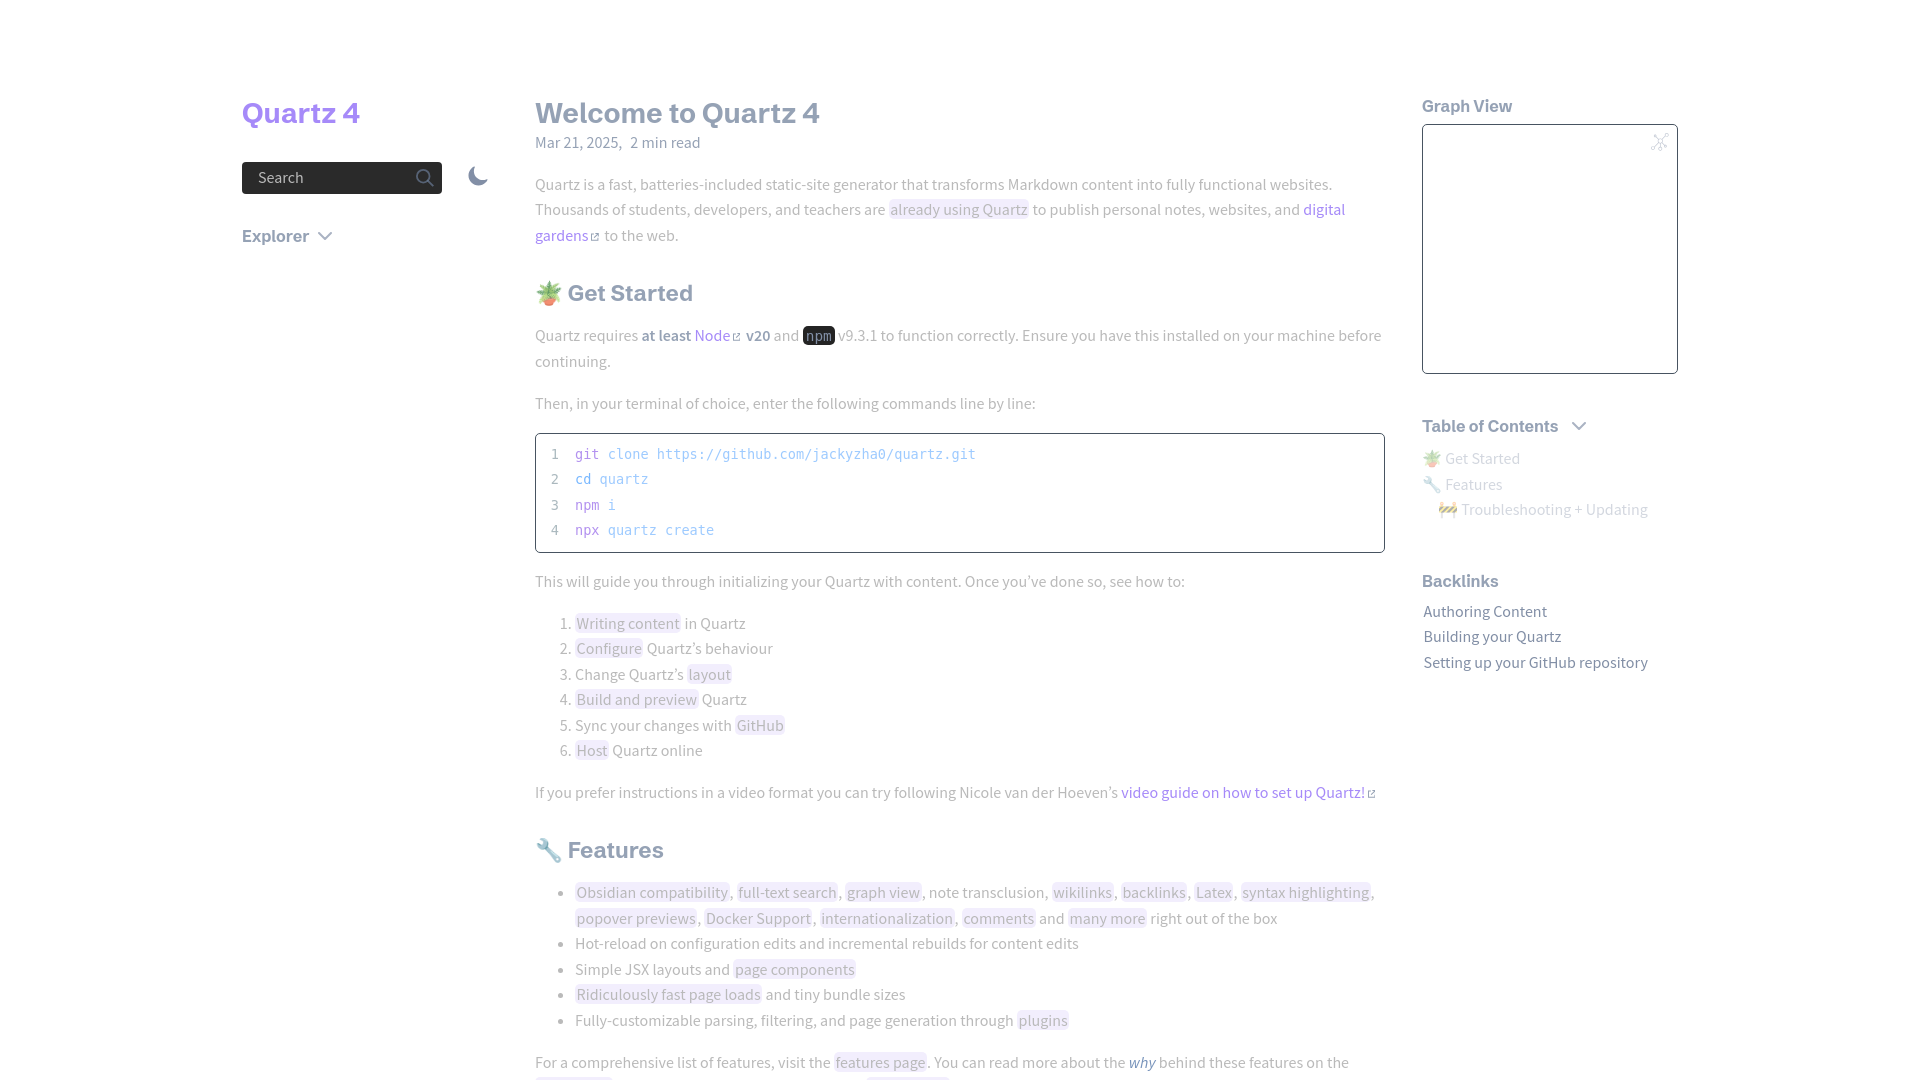 Quartz 4
Search
Explorer
Welcome to Quartz 4
Mar 21, 2025, 2 min read
Quartz is a fast, batteries-included static-site generator that transforms Markdown content into fully functional websites.
Thousands of students, developers, and teachers are already using Quartz to publish personal notes, websites, and digital
gardens to the web.
🪴 Get Started
Quartz requires at least Node v20 and npm v9.3.1 to function correctly. Ensure you have this installed on your machine before
continuing.
Then, in your terminal of choice, enter the following commands line by line:
1 git clone https://github.com/jackyzha0/quartz.git
2 cd quartz
3 npm i
4 npx quartz create
This will guide you through initializing your Quartz with content. Once you’ve done so, see how to:
1. Writing content in Quartz
2. Configure Quartz’s behaviour
3. Change Quartz’s layout
4. Build and preview Quartz
5. Sync your changes with GitHub
6. Host Quartz online
If you prefer instructions in a video format you can try following Nicole van der Hoeven’s video guide on how to set up Quartz!
🔧 Features
• Obsidian compatibility, full-text search, graph view, note transclusion, wikilinks, backlinks, Latex, syntax highlighting,
popover previews, Docker Support, internationalization, comments and many more right out of the box
• Hot-reload on configuration edits and incremental rebuilds for content edits
• Simple JSX layouts and page components
• Ridiculously fast page loads and tiny bundle sizes
• Fully-customizable parsing, filtering, and page generation through plugins
For a comprehensive list of features, visit the features page. You can read more about the why behind these features on the
Graph View
Table of Contents
🪴 Get Started
🔧 Features
🚧 Troubleshooting + Updating
Backlinks
Authoring Content
Building your Quartz
Setting up your GitHub repository